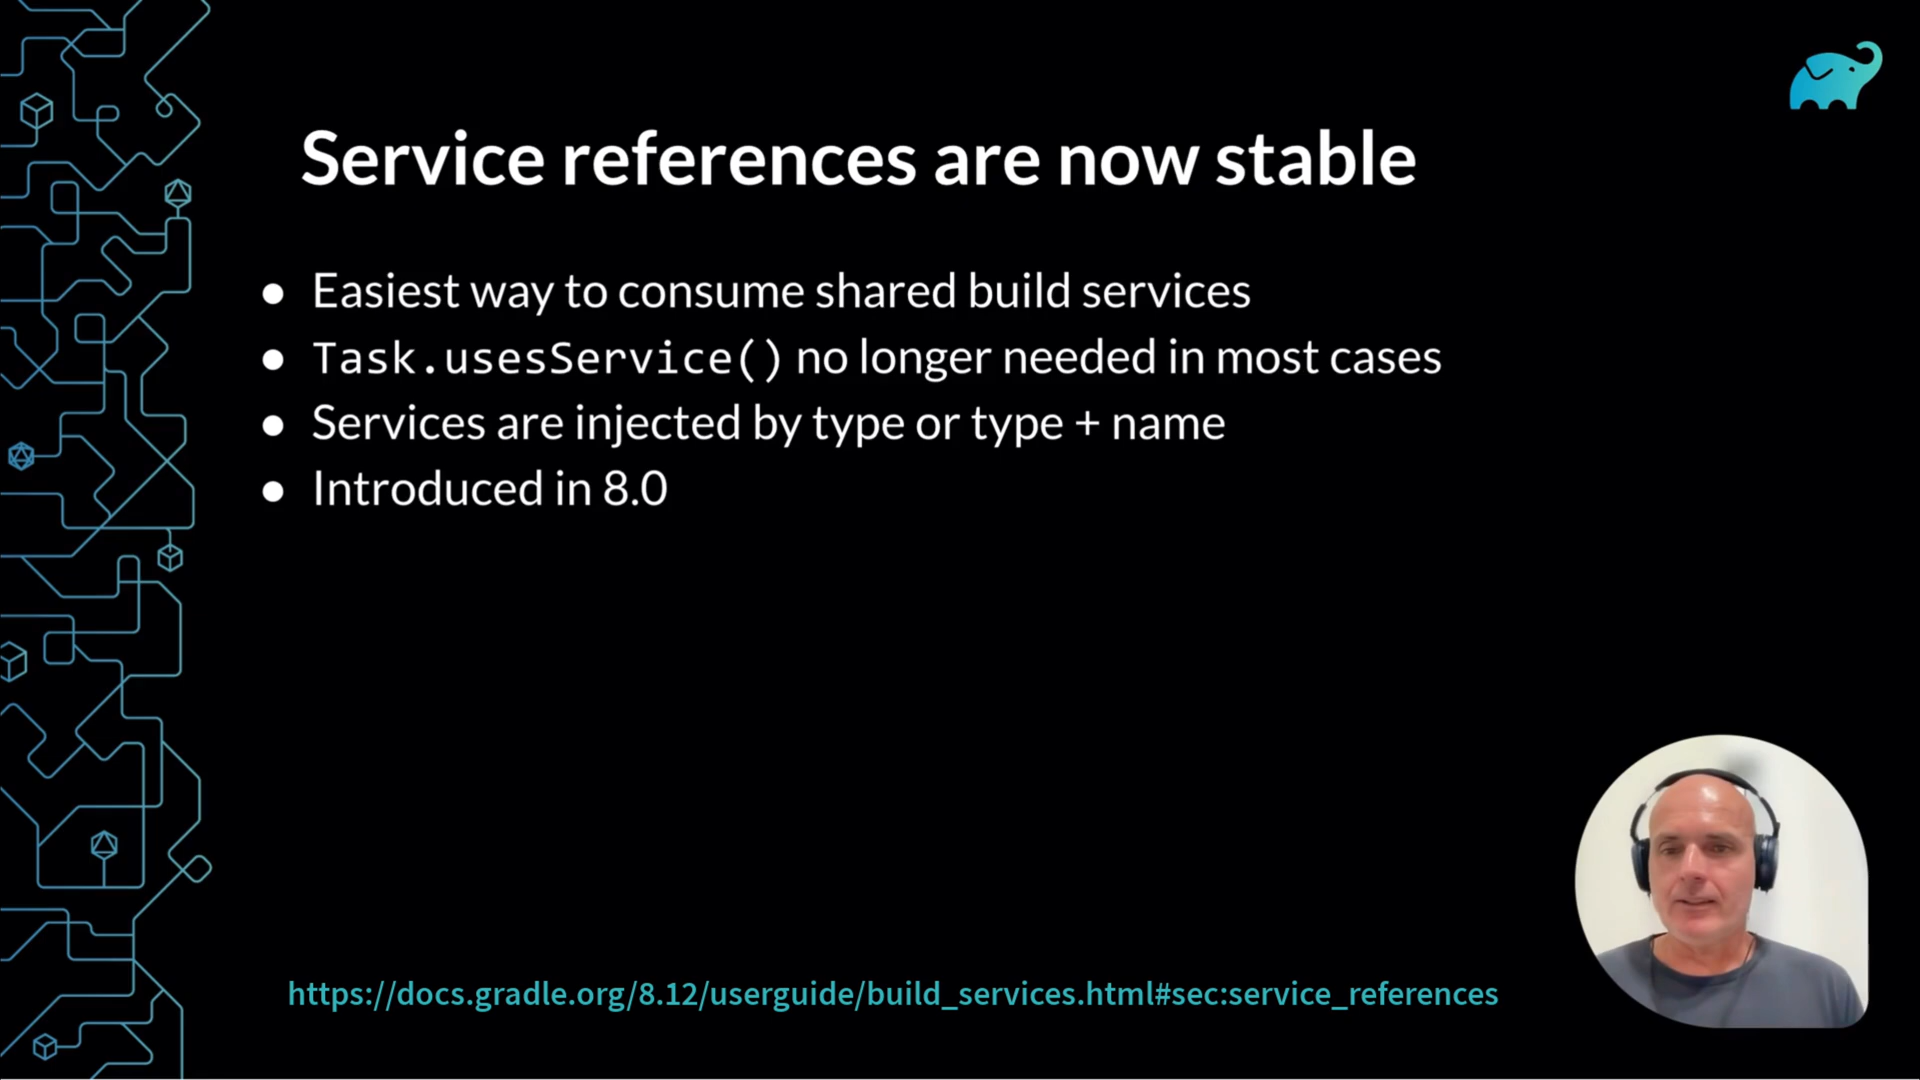 Service references are now stable
● Easiest way to consume shared build services
● Task.usesService() no longer needed in most cases
● Services are injected by type or type + name
● Introduced in 8.0
https://docs.gradle.org/8.12/userguide/build_services.html#sec:service_references